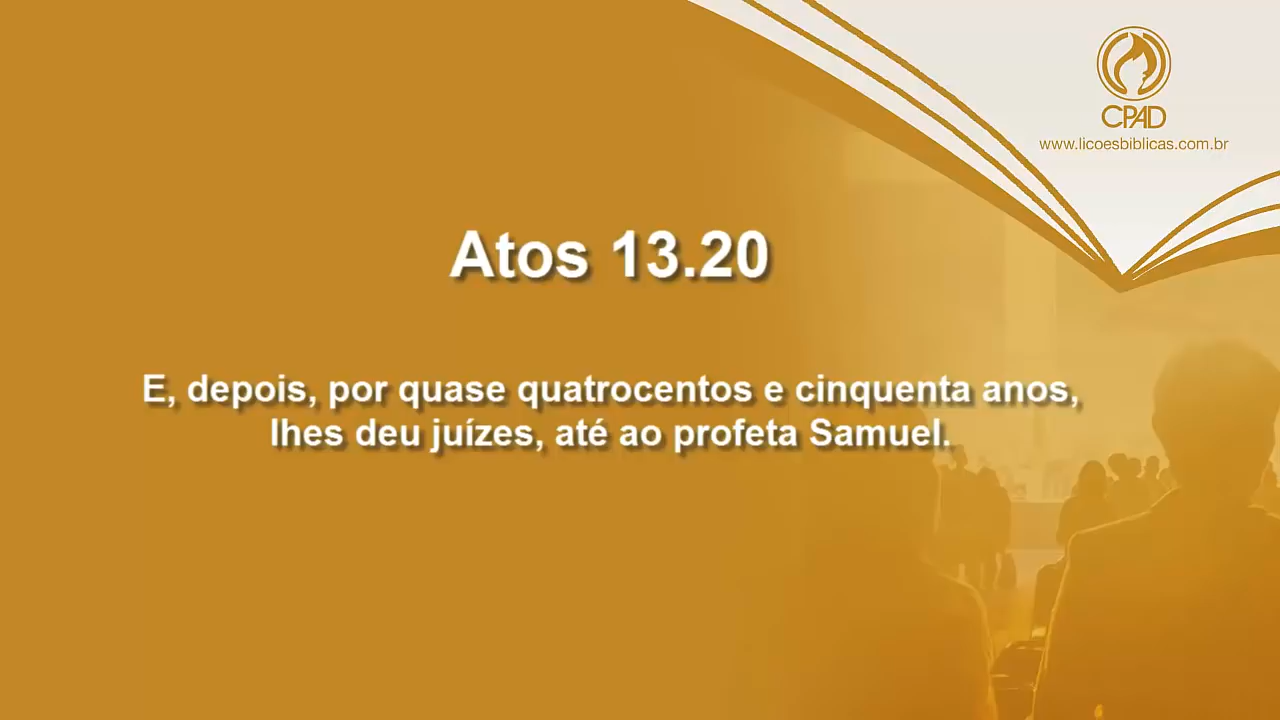 CPAD
www.licoesbiblicas.com.br
Atos 13.20
E, depois, por quase quatrocentos e cinquenta anos,
lhes deu juízes, até ao profeta Samuel.